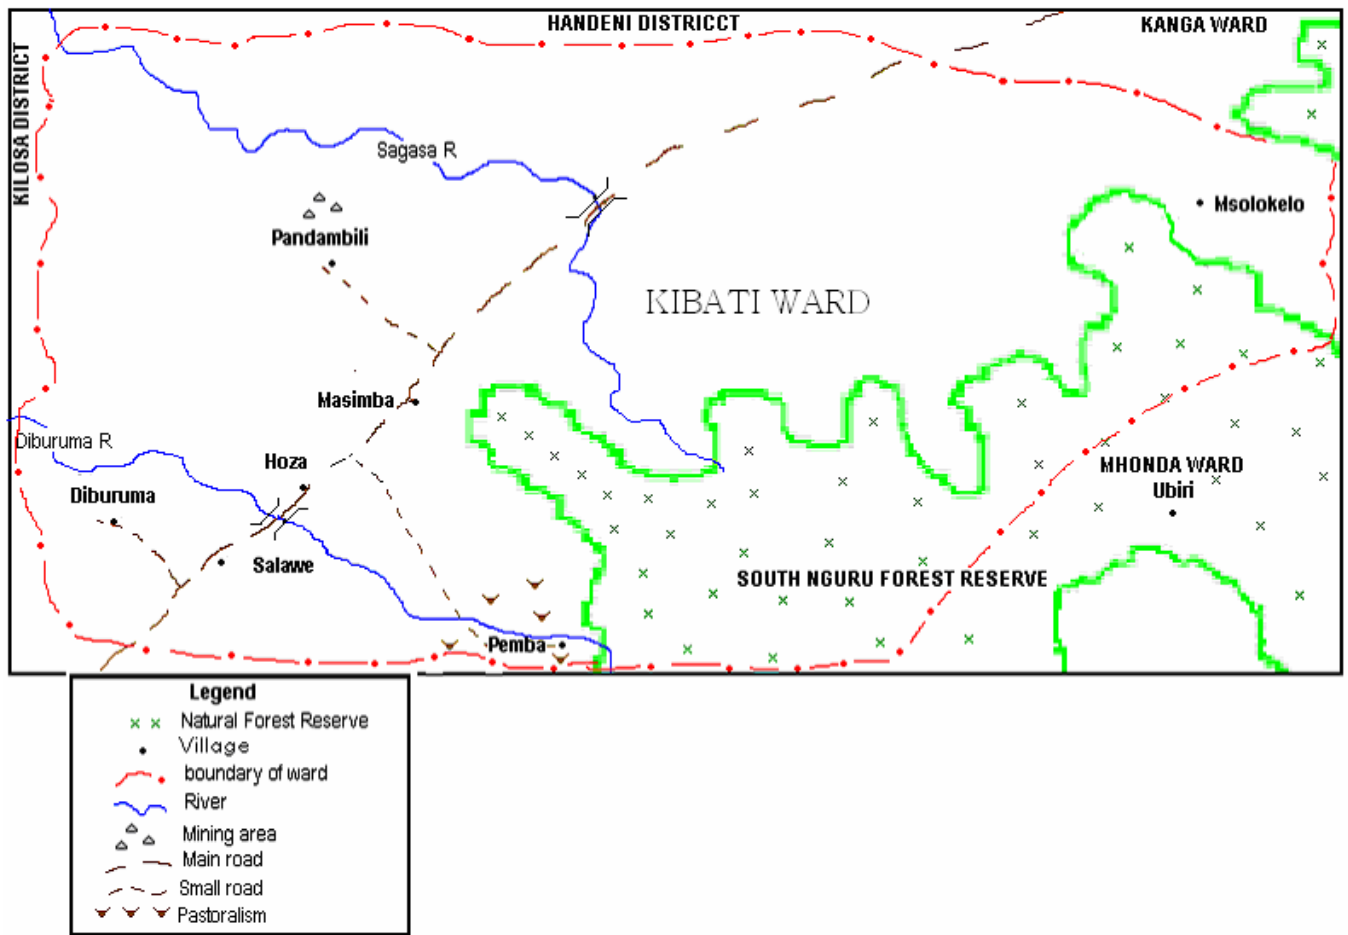 HANDENI DISTRICCT
KANGA WARD
KILOSA DISTRICT
Sagasa R
Msolokelo
Pandambili
KIBATI WARD
Masimba
Diburuma R
Hoza
MHONDA WARD
Ubiri
Diburuma
Salawe
SOUTH NGURU FOREST RESERVE
Pemba
Legend
Natural Forest Reserve
Village
boundary of ward
River
Mining area
Main road
Small road
Pastoralism